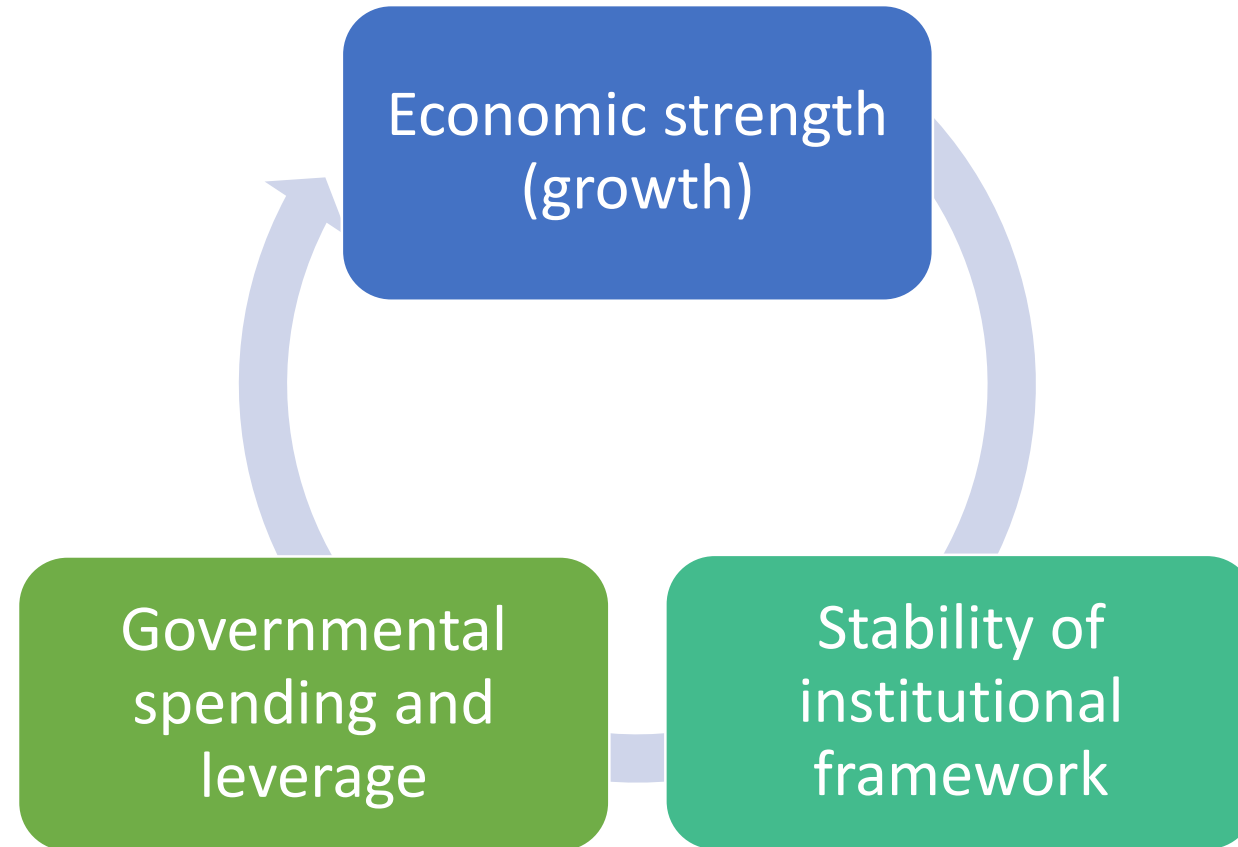 Economic strength
(growth)
Governmental
spending and
leverage
Stability of
institutional
framework